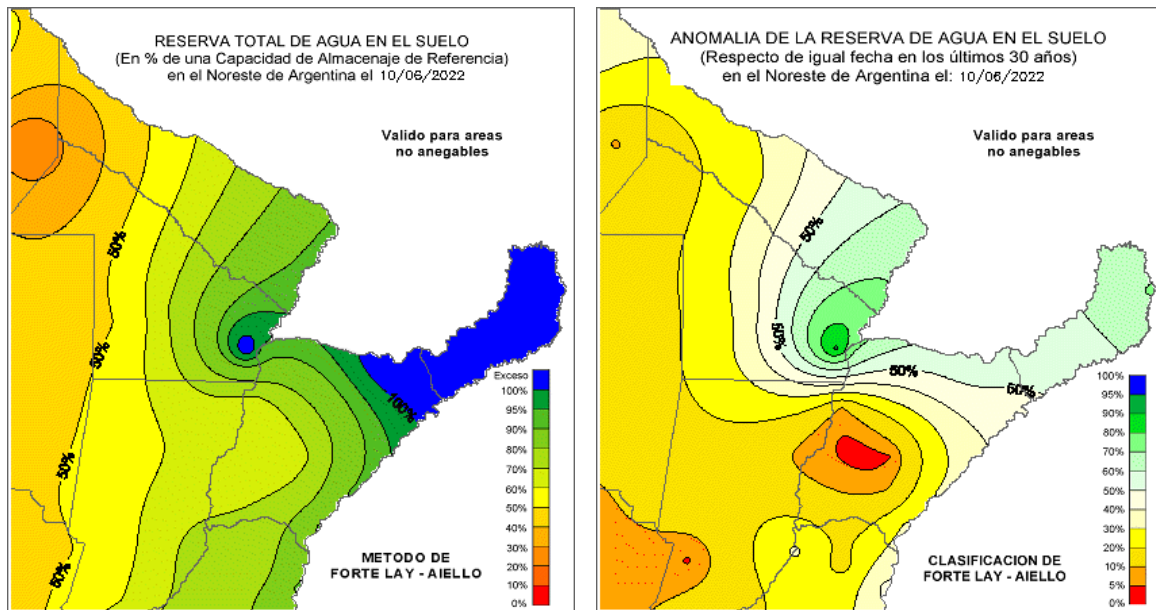 RESERVA TOTAL DE AGUA EN EL SUELO
(En % de una Capacidad de Almacenaje de Referencia)
en el Noreste de Argentina el 10/06/2022
Valido para areas
no anegables
50%
50%
50%
50%
100%
Exceso
100%
95%
90%
80%
70%
60%
50%
40%
30%
20%
10%
0%
METODO DE
FORTE LAY - AIELLO
ANOMALIA DE LA RESERVA DE AGUA EN EL SUELO
(Respecto de igual fecha en los últimos 30 años)
en el Noreste de Argentina el: 10/06/2022
Valido para areas
no anegables
50%
50%
50%
50%
100%
95%
90%
80%
70%
60%
50%
40%
30%
20%
10%
5%
0%
CLASIFICACION DE
FORTE LAY - AIELLO